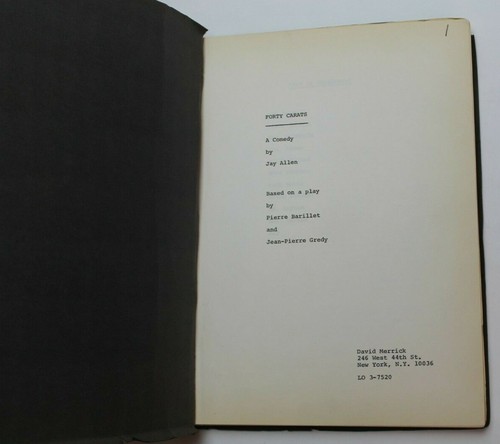 FORTY CARATS
A Comedy
by
Jay Allen
Based on a play
by
Pierre Barillet
and
Jean-Pierre Gredy
David Merrick
246 West 44th St.
New York, N.Y. 10036
LO 3-7520